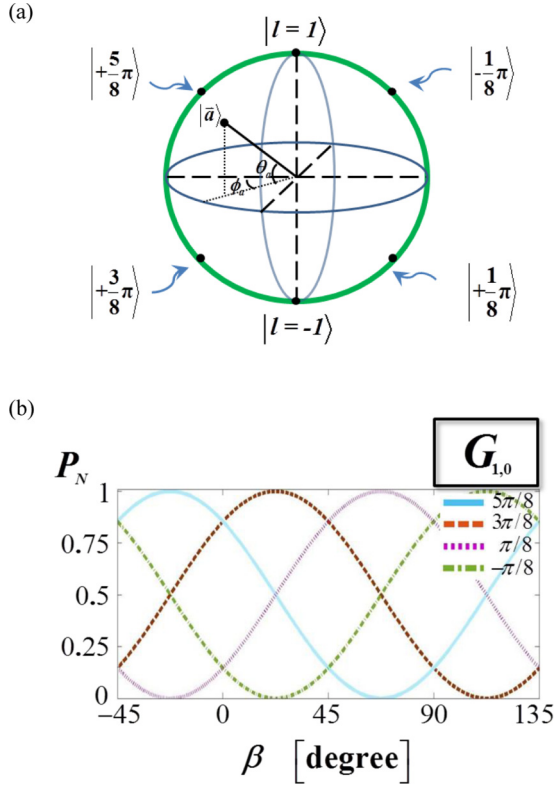 (a)
|l = 1⟩
|+5/8π⟩
|-1/8π⟩
|ā⟩
θa
ϕa
|+3/8π⟩
|+1/8π⟩
|l = -1⟩
(b)
G1,0
PN
1
0.75
0.5
0.25
0
5π/8
3π/8
π/8
−π/8
−45
0
45
90
135
β [degree]